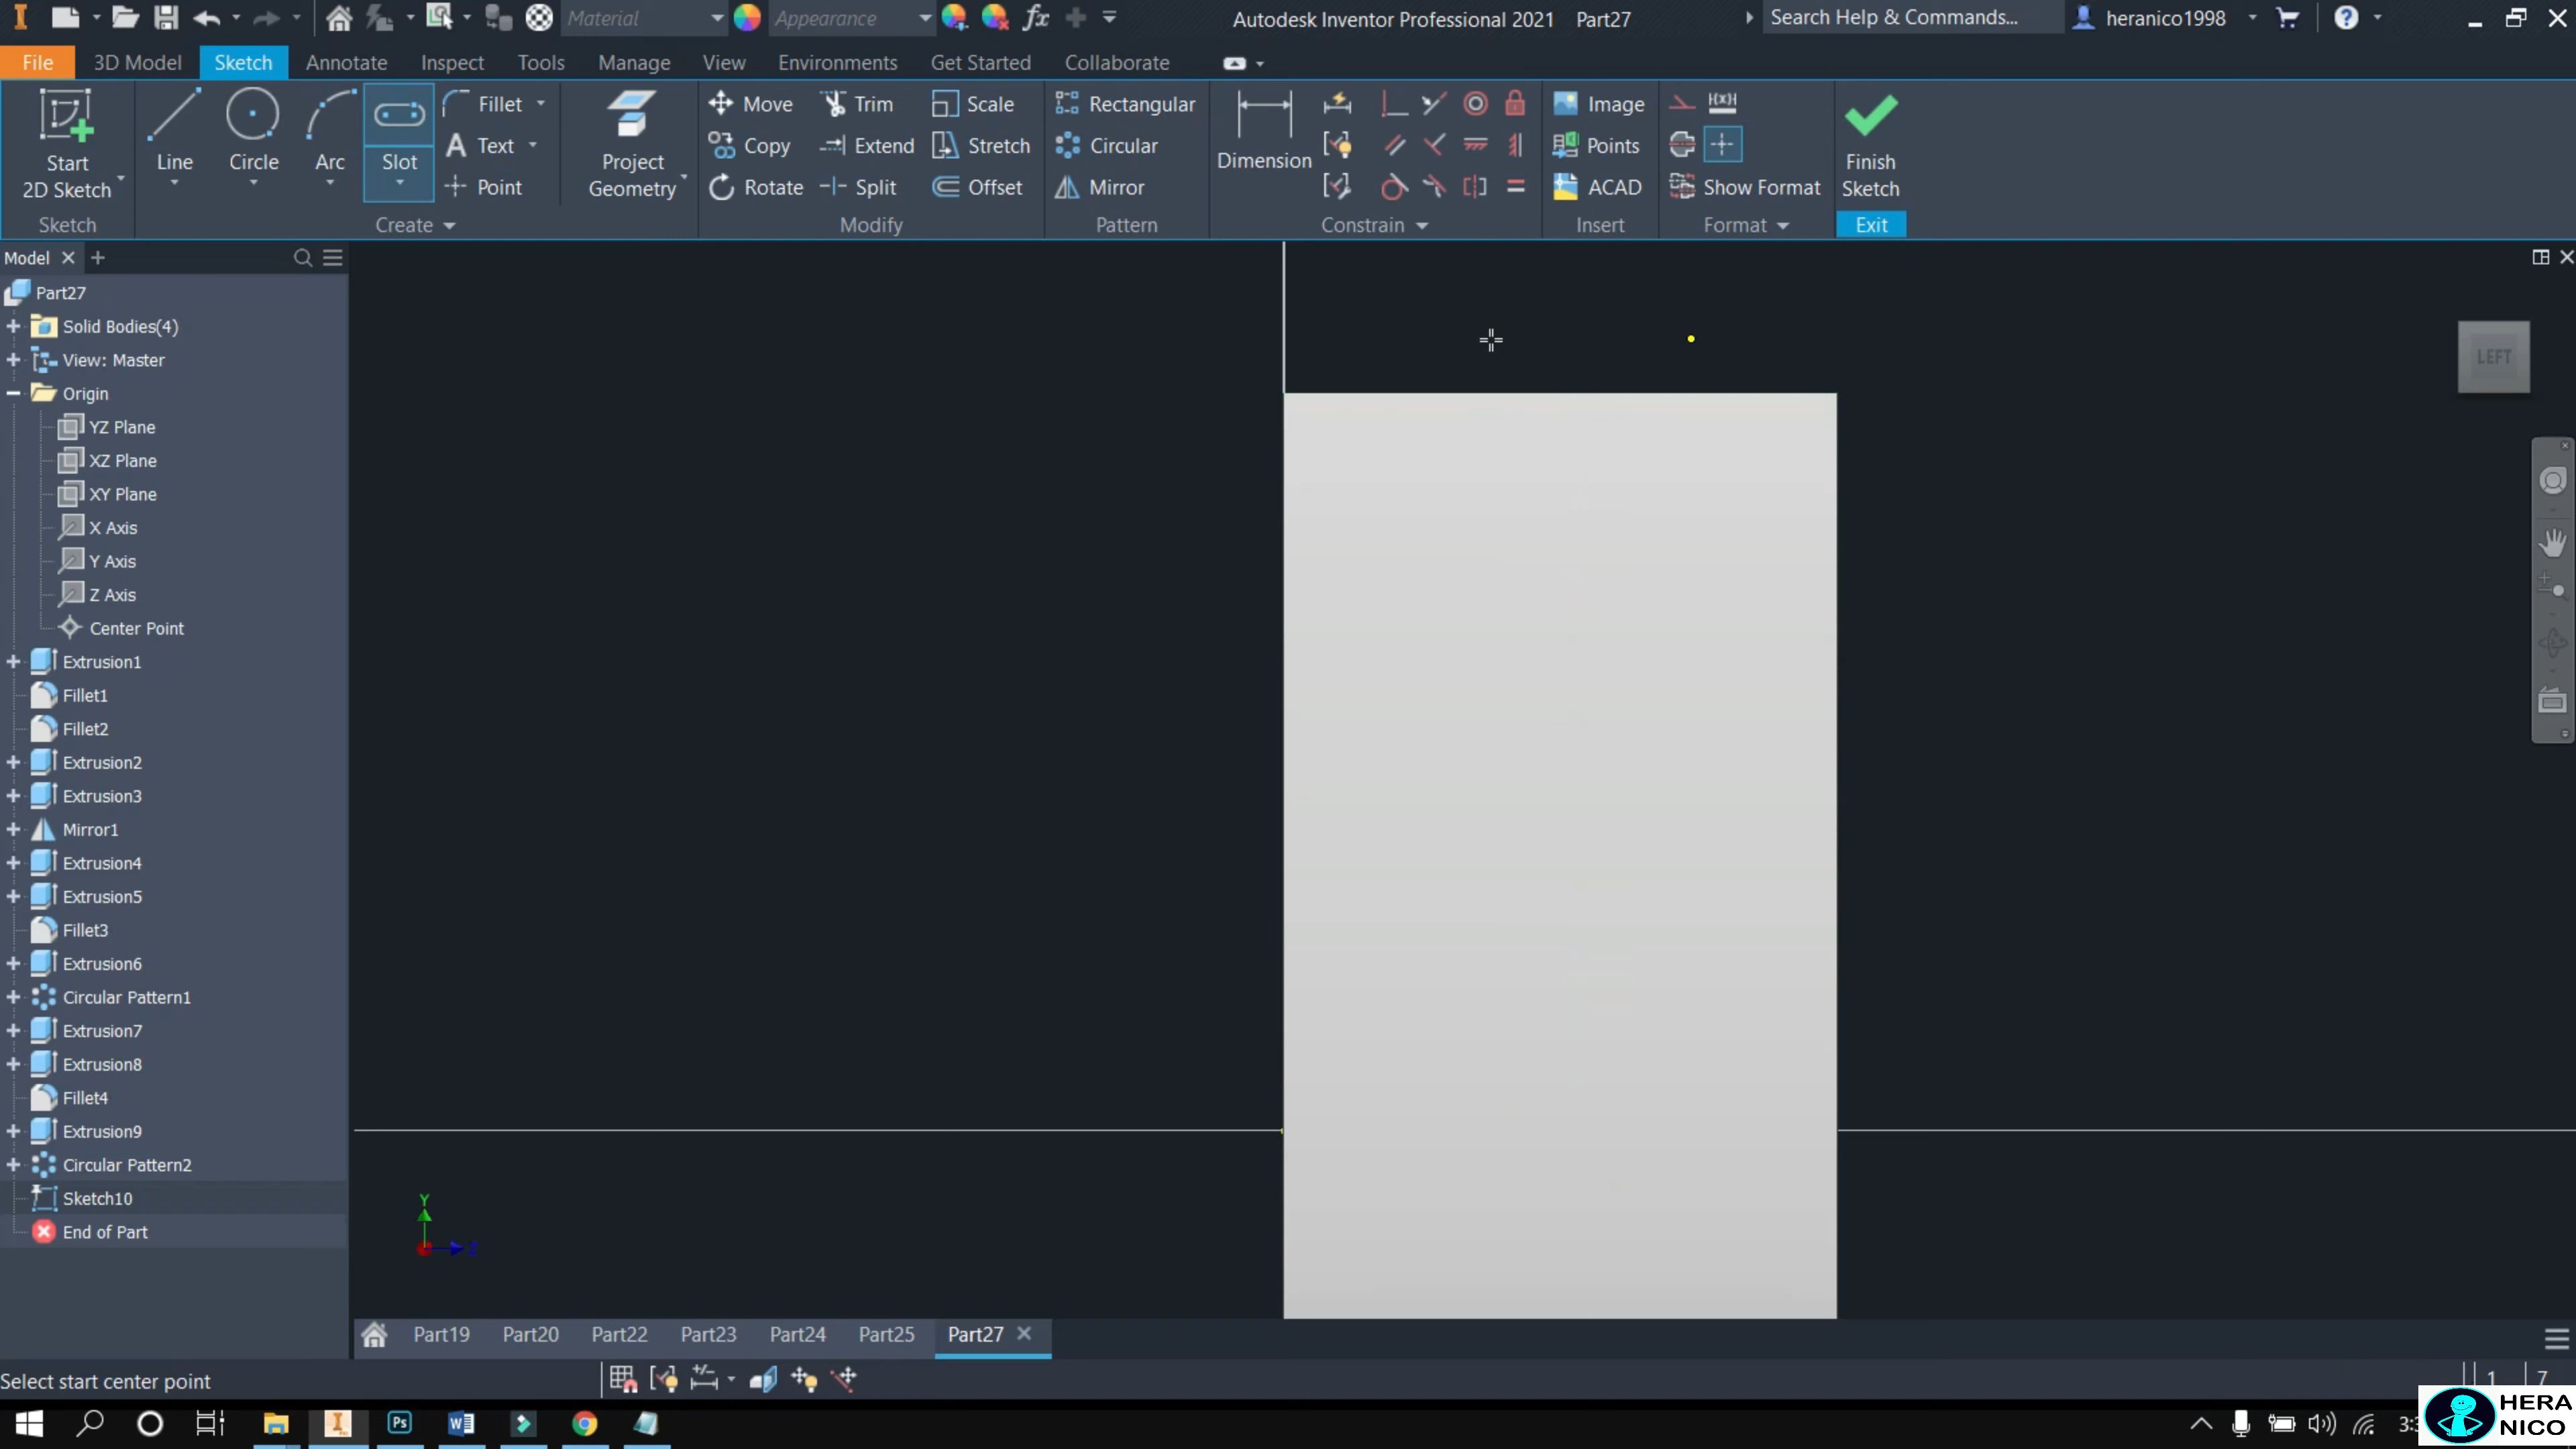 Material
Appearance
fx
Autodesk Inventor Professional 2021 Part27
Search Help & Commands...
heranico1998
File 3D Model Sketch Annotate Inspect Tools Manage View Environments Get Started Collaborate
Start
2D Sketch
Line
Circle
Arc
Slot
Fillet
Text
Point
Project
Geometry
Move
Copy
Rotate
Trim
Extend
Split
Scale
Stretch
Offset
Rectangular
Circular
Mirror
Dimension
Image
Points
ACAD
Show Format
Finish
Sketch
Sketch Create Modify Pattern Constrain Insert Format Exit
Model
Part27
Solid Bodies(4)
View: Master
Origin
YZ Plane
XZ Plane
XY Plane
X Axis
Y Axis
Z Axis
Center Point
Extrusion1
Fillet1
Fillet2
Extrusion2
Extrusion3
Mirror1
Extrusion4
Extrusion5
Fillet3
Extrusion6
Circular Pattern1
Extrusion7
Extrusion8
Fillet4
Extrusion9
Circular Pattern2
Sketch10
End of Part
LEFT
Y
Z
Part19 Part20 Part22 Part23 Part24 Part25 Part27
Select start center point
1 7
Ps
HERA
NICO